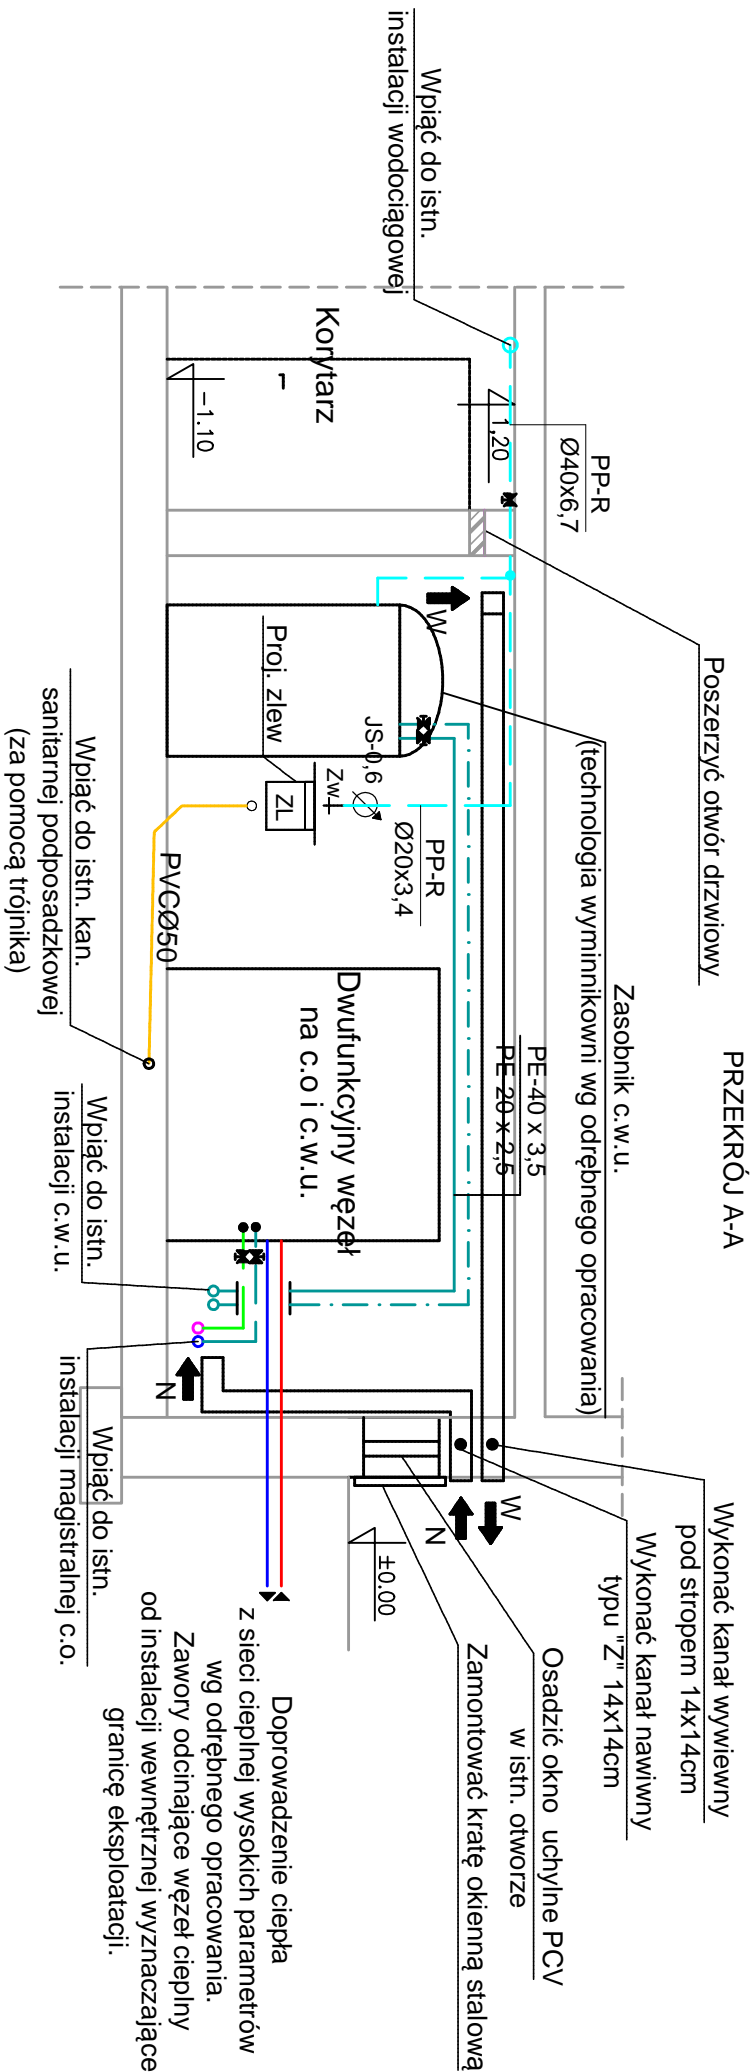 PRZEKRÓJ A-A
Wpiąć do istn.
instalacji wodociągowej
PP-R
Ø40x6,7
Poszerzyć otwór drzwiowy
Zasobnik c.w.u.
(technologia wyminnikowni wg odrębnego opracowania)
Wykonać kanał wywiewny
pod stropem 14x14cm
Wykonać kanał nawiwny
typu "Z" 14x14cm
Osadzić okno uchylne PCV
w istn. otworze
Zamontować kratę okienną stalową
Korytarz
1,20
-1.10
W
JS-0,6
Proj. zlew
ZL
Zw
PP-R
Ø20x3,4
PE-40 x 3,5
PE 20 x 2,5
Dwufunkcyjny węzeł
na c.o i c.w.u.
PVCØ50
W
N
N
±0.00
Wpiąć do istn. kan.
sanitarnej podposadzkowej
(za pomocą trójnika)
Wpiąć do istn.
instalacji c.w.u.
Wpiąć do istn.
instalacji magistralnej c.o.
Doprowadzenie ciepła
z sieci cieplnej wysokich parametrów
wg odrębnego opracowania.
Zawory odcinające węzeł cieplny
od instalacji wewnętrznej wyznaczające
granicę eksploatacji.